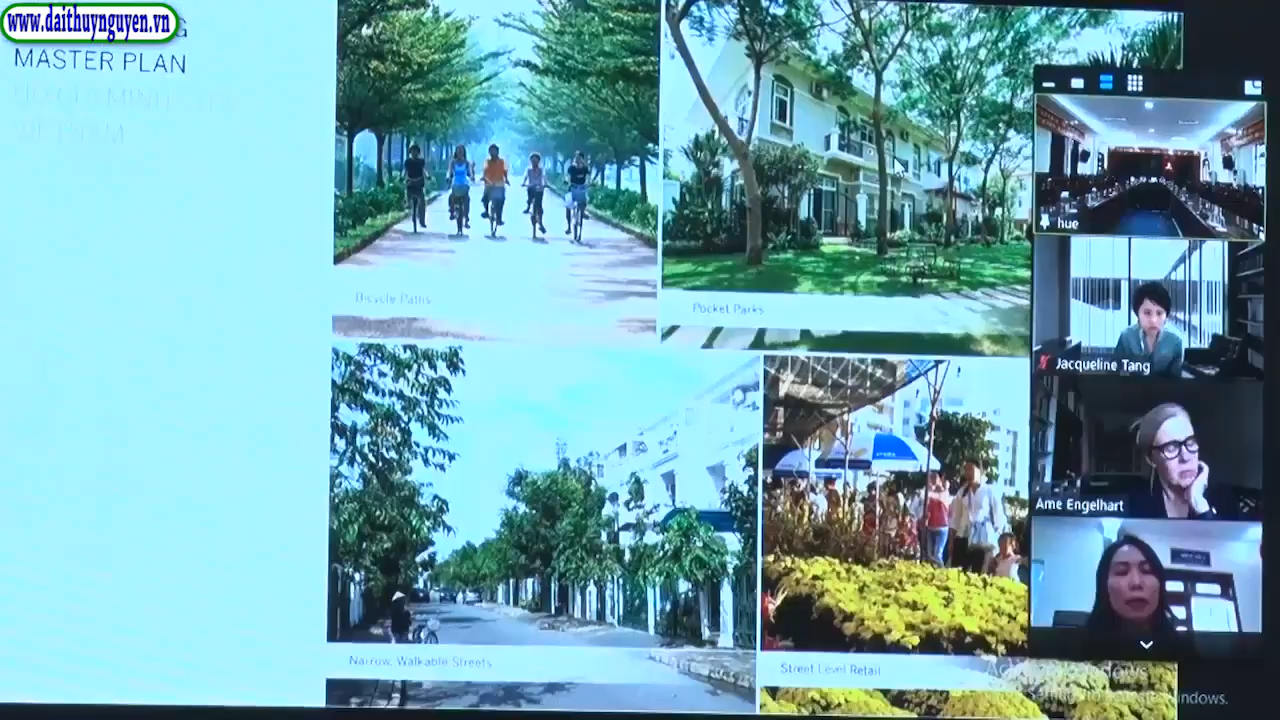 www.daithuynguyen.vn
MASTER PLAN
Bicycle Paths
Pocket Parks
Narrow, Walkable Streets
Street Level Retail
hue
Jacqueline Tang
Ame Engelhart